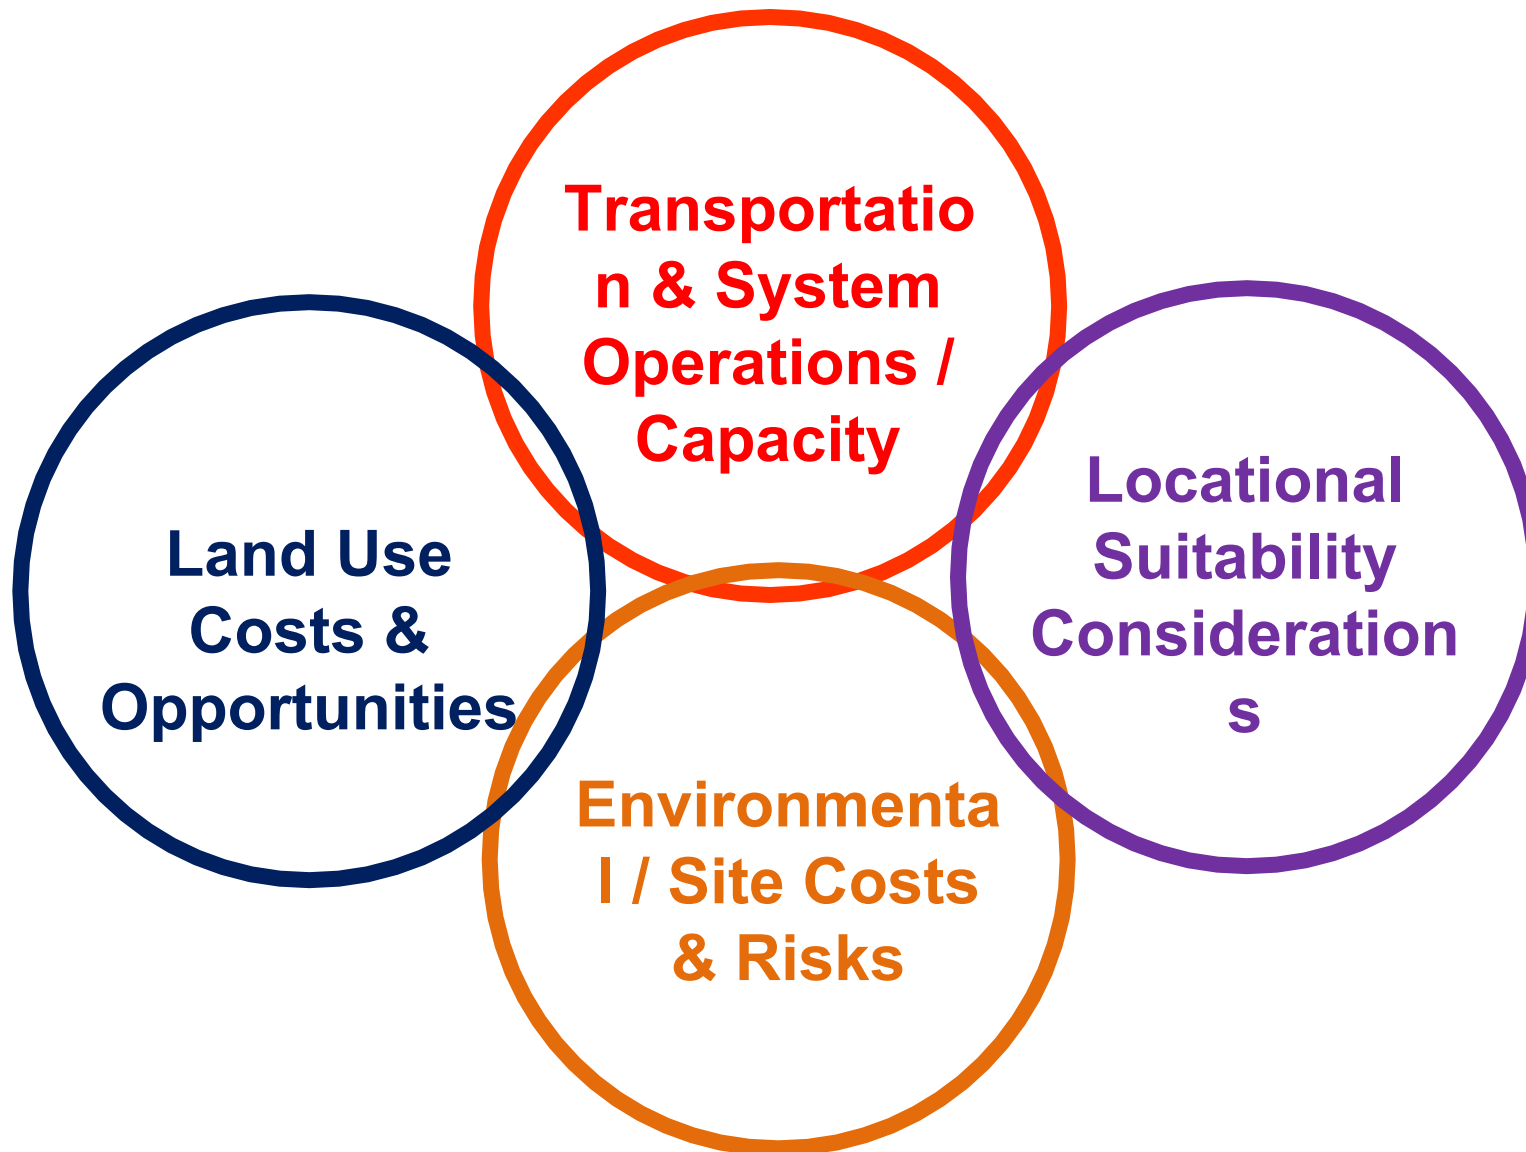 Transportatio
n & System
Operations /
Capacity
Land Use
Costs &
Opportunities
Locational
Suitability
Consideration
s
Environmenta
l / Site Costs
& Risks